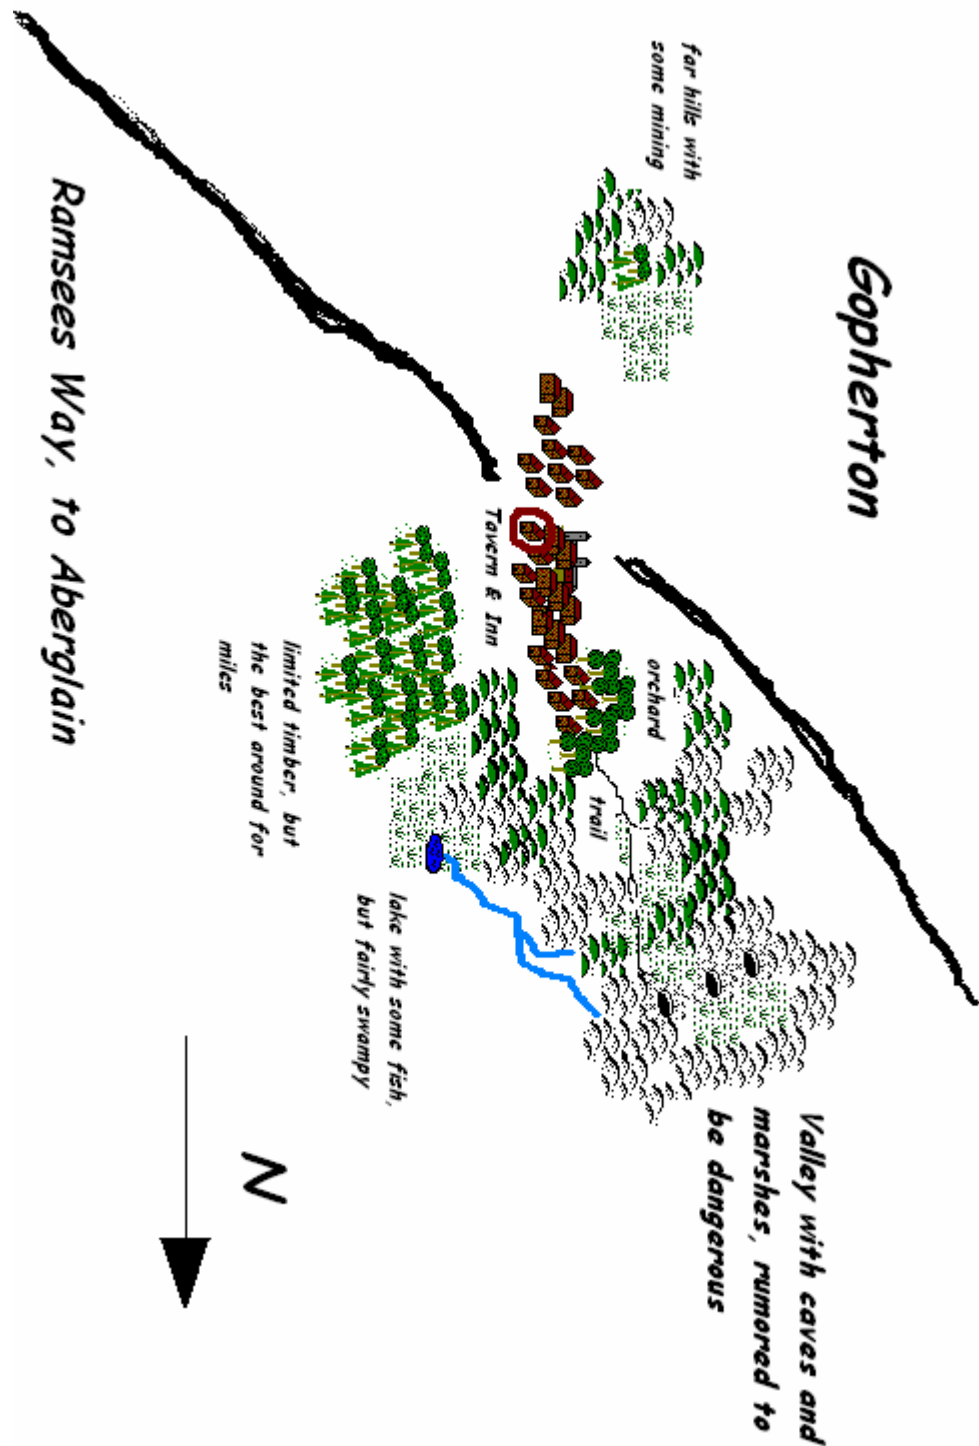 Gopherton
far hills with
some mining
orchard
trail
Tavern & Inn
Valley with caves and
marshes, rumored to
be dangerous
lake with some fish,
but fairly swampy
limited timber, but
the best around for
miles
N
Ramsees Way, to Aberglain